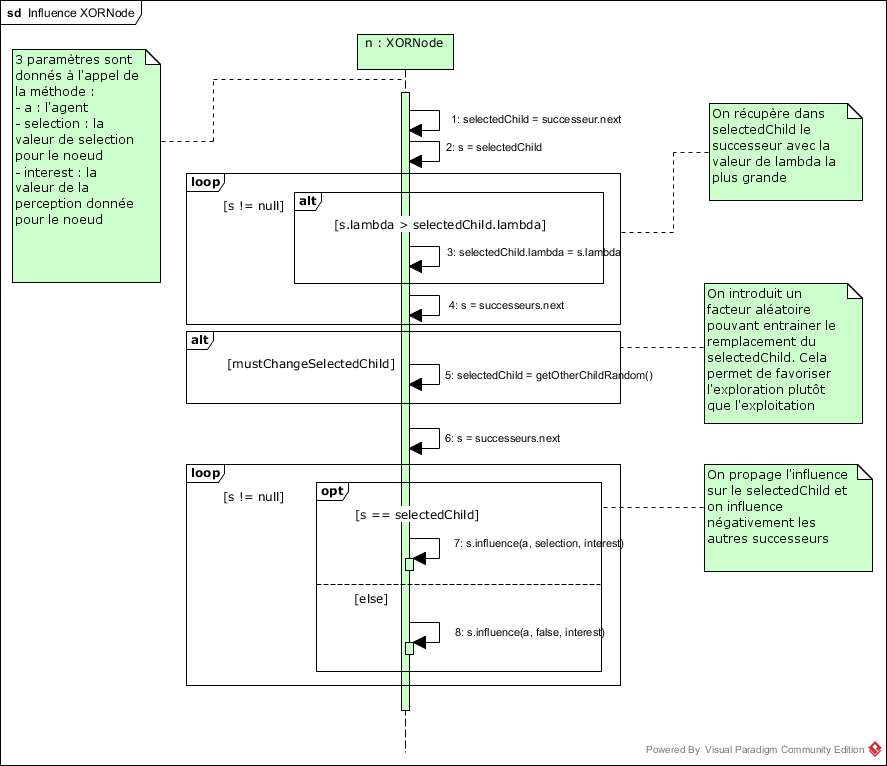 sd Influence XORNode
n : XORNode
3 paramètres sont
donnés à l'appel de
la méthode :
- a : l'agent
- selection : la
valeur de selection
pour le noeud
- interest : la
valeur de la
perception donnée
pour le noeud
1: selectedChild = successeur.next
2: s = selectedChild
On récupère dans
selectedChild le
successeur avec la
valeur de lambda la
plus grande
loop
[s != null]
alt
[s.lambda > selectedChild.lambda]
3: selectedChild.lambda = s.lambda
4: s = successeurs.next
On introduit un
facteur aléatoire
pouvant entrainer le
remplacement du
selectedChild. Cela
permet de favoriser
l'exploration plutôt
que l'exploitation
alt
[mustChangeSelectedChild]
5: selectedChild = getOtherChildRandom()
6: s = successeurs.next
loop
[s != null]
opt
[s == selectedChild]
On propage l'influence
sur le selectedChild et
on influence
négativement les
autres successeurs
7: s.influence(a, selection, interest)
[else]
8: s.influence(a, false, interest)
Powered By Visual Paradigm Community Edition